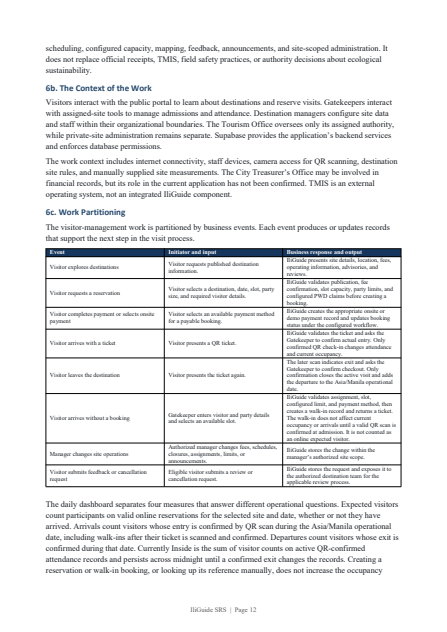 scheduling, configured capacity, mapping, feedback, announcements, and site-scoped administration. It
does not replace official receipts, TMIS, field safety practices, or authority decisions about ecological
sustainability.
6b. The Context of the Work
Visitors interact with the public portal to learn about destinations and reserve visits. Gatekeepers interact
with assigned-site tools to manage admissions and attendance. Destination managers configure site data
and staff within their organizational boundaries. The Tourism Office oversees only its assigned authority,
while private-site administration remains separate. Supabase provides the application's backend services
and enforces database permissions.
The work context includes internet connectivity, staff devices, camera access for QR scanning, destination
site rules, and manually supplied site measurements. The City Treasurer's Office may be involved in
financial records, but its role in the current application has not been confirmed. TMIS is an external
operating system, not an integrated IliGuide component.
6c. Work Partitioning
The visitor-management work is partitioned by business events. Each event produces or updates records
that support the next step in the visit process.
Event Initiator and input Business response and output
Visitor explores destinations
Visitor requests published destination
information.
IliGuide presents site details, location, fees,
operating information, advisories, and
reviews.
Visitor requests a reservation
Visitor selects a destination, date, slot, party
size, and required visitor details.
IliGuide validates publication, fee
confirmation, slot capacity, party limits, and
configured PWD claims before creating a
booking.
Visitor completes payment or selects onsite
payment
Visitor selects an available payment method
for a payable booking.
IliGuide creates the appropriate onsite or
demo payment record and updates booking
status under the configured workflow.
Visitor arrives with a ticket
Visitor presents a QR ticket.
IliGuide validates the ticket and asks the
Gatekeeper to confirm actual entry. Only
confirmed QR check-in changes attendance
and current occupancy.
Visitor leaves the destination
Visitor presents the ticket again.
The later scan indicates exit and asks the
Gatekeeper to confirm checkout. Only
confirmation closes the active visit and adds
the departure to the Asia/Manila operational
date.
Visitor arrives without a booking
Gatekeeper enters visitor and party details
and selects an available slot.
IliGuide validates assignment, slot,
configured limit, and payment method, then
creates a walk-in record and returns a ticket.
The walk-in does not affect current
occupancy or arrivals until a valid QR scan is
confirmed at admission. It is not counted as
an online expected visitor.
Manager changes site operations
Authorized manager changes fees, schedules,
closures, assignments, limits, or
announcements.
IliGuide stores the change within the
manager's authorized site scope.
Visitor submits feedback or cancellation
request
Eligible visitor submits a review or
cancellation request.
IliGuide stores the request and exposes it to
the authorized destination team for the
applicable review process.
The daily dashboard separates four measures that answer different operational questions. Expected visitors
count participants on valid online reservations for the selected site and date, whether or not they have
arrived. Arrivals count visitors whose entry is confirmed by QR scan during the Asia/Manila operational
date, including walk-ins after their ticket is scanned and confirmed. Departures count visitors whose exit is
confirmed during that date. Currently Inside is the sum of visitor counts on active QR-confirmed
attendance records and persists across midnight until a confirmed exit changes the records. Creating a
reservation or walk-in booking, or looking up its reference manually, does not increase the occupancy
IliGuide SRS | Page 12